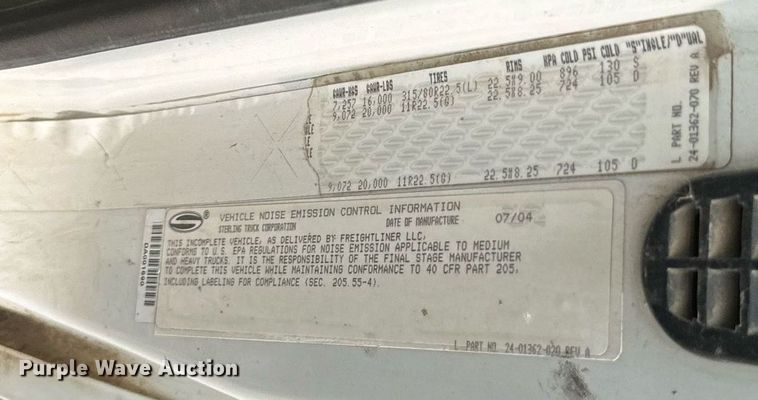 GAWR-KGS GAWR-LBS TIRES RIMS KPA COLD PSI COLD "S"INGLE/"D"UAL
7,257 16,000 315/80R22.5(L) 22.5X9.00 896 130 S
9,072 20,000 11R22.5(G) 22.5X8.25 724 105 D
9,072 20,000 11R22.5(G) 22.5X8.25 724 105 D
L PART NO. 24-01362-070 REV A
VEHICLE NOISE EMISSION CONTROL INFORMATION
STERLING TRUCK CORPORATION DATE OF MANUFACTURE 07/04
THIS INCOMPLETE VEHICLE, AS DELIVERED BY FREIGHTLINER LLC,
CONFORMS TO U.S. EPA REGULATIONS FOR NOISE EMISSION APPLICABLE TO MEDIUM
AND HEAVY TRUCKS. IT IS THE RESPONSIBILITY OF THE FINAL STAGE MANUFACTURER
TO COMPLETE THIS VEHICLE WHILE MAINTAINING CONFORMANCE TO 40 CFR PART 205,
INCLUDING LABELING FOR COMPLIANCE (SEC. 205.55-4).
L PART NO. 24-01362-020 REV A
Purple Wave Auction